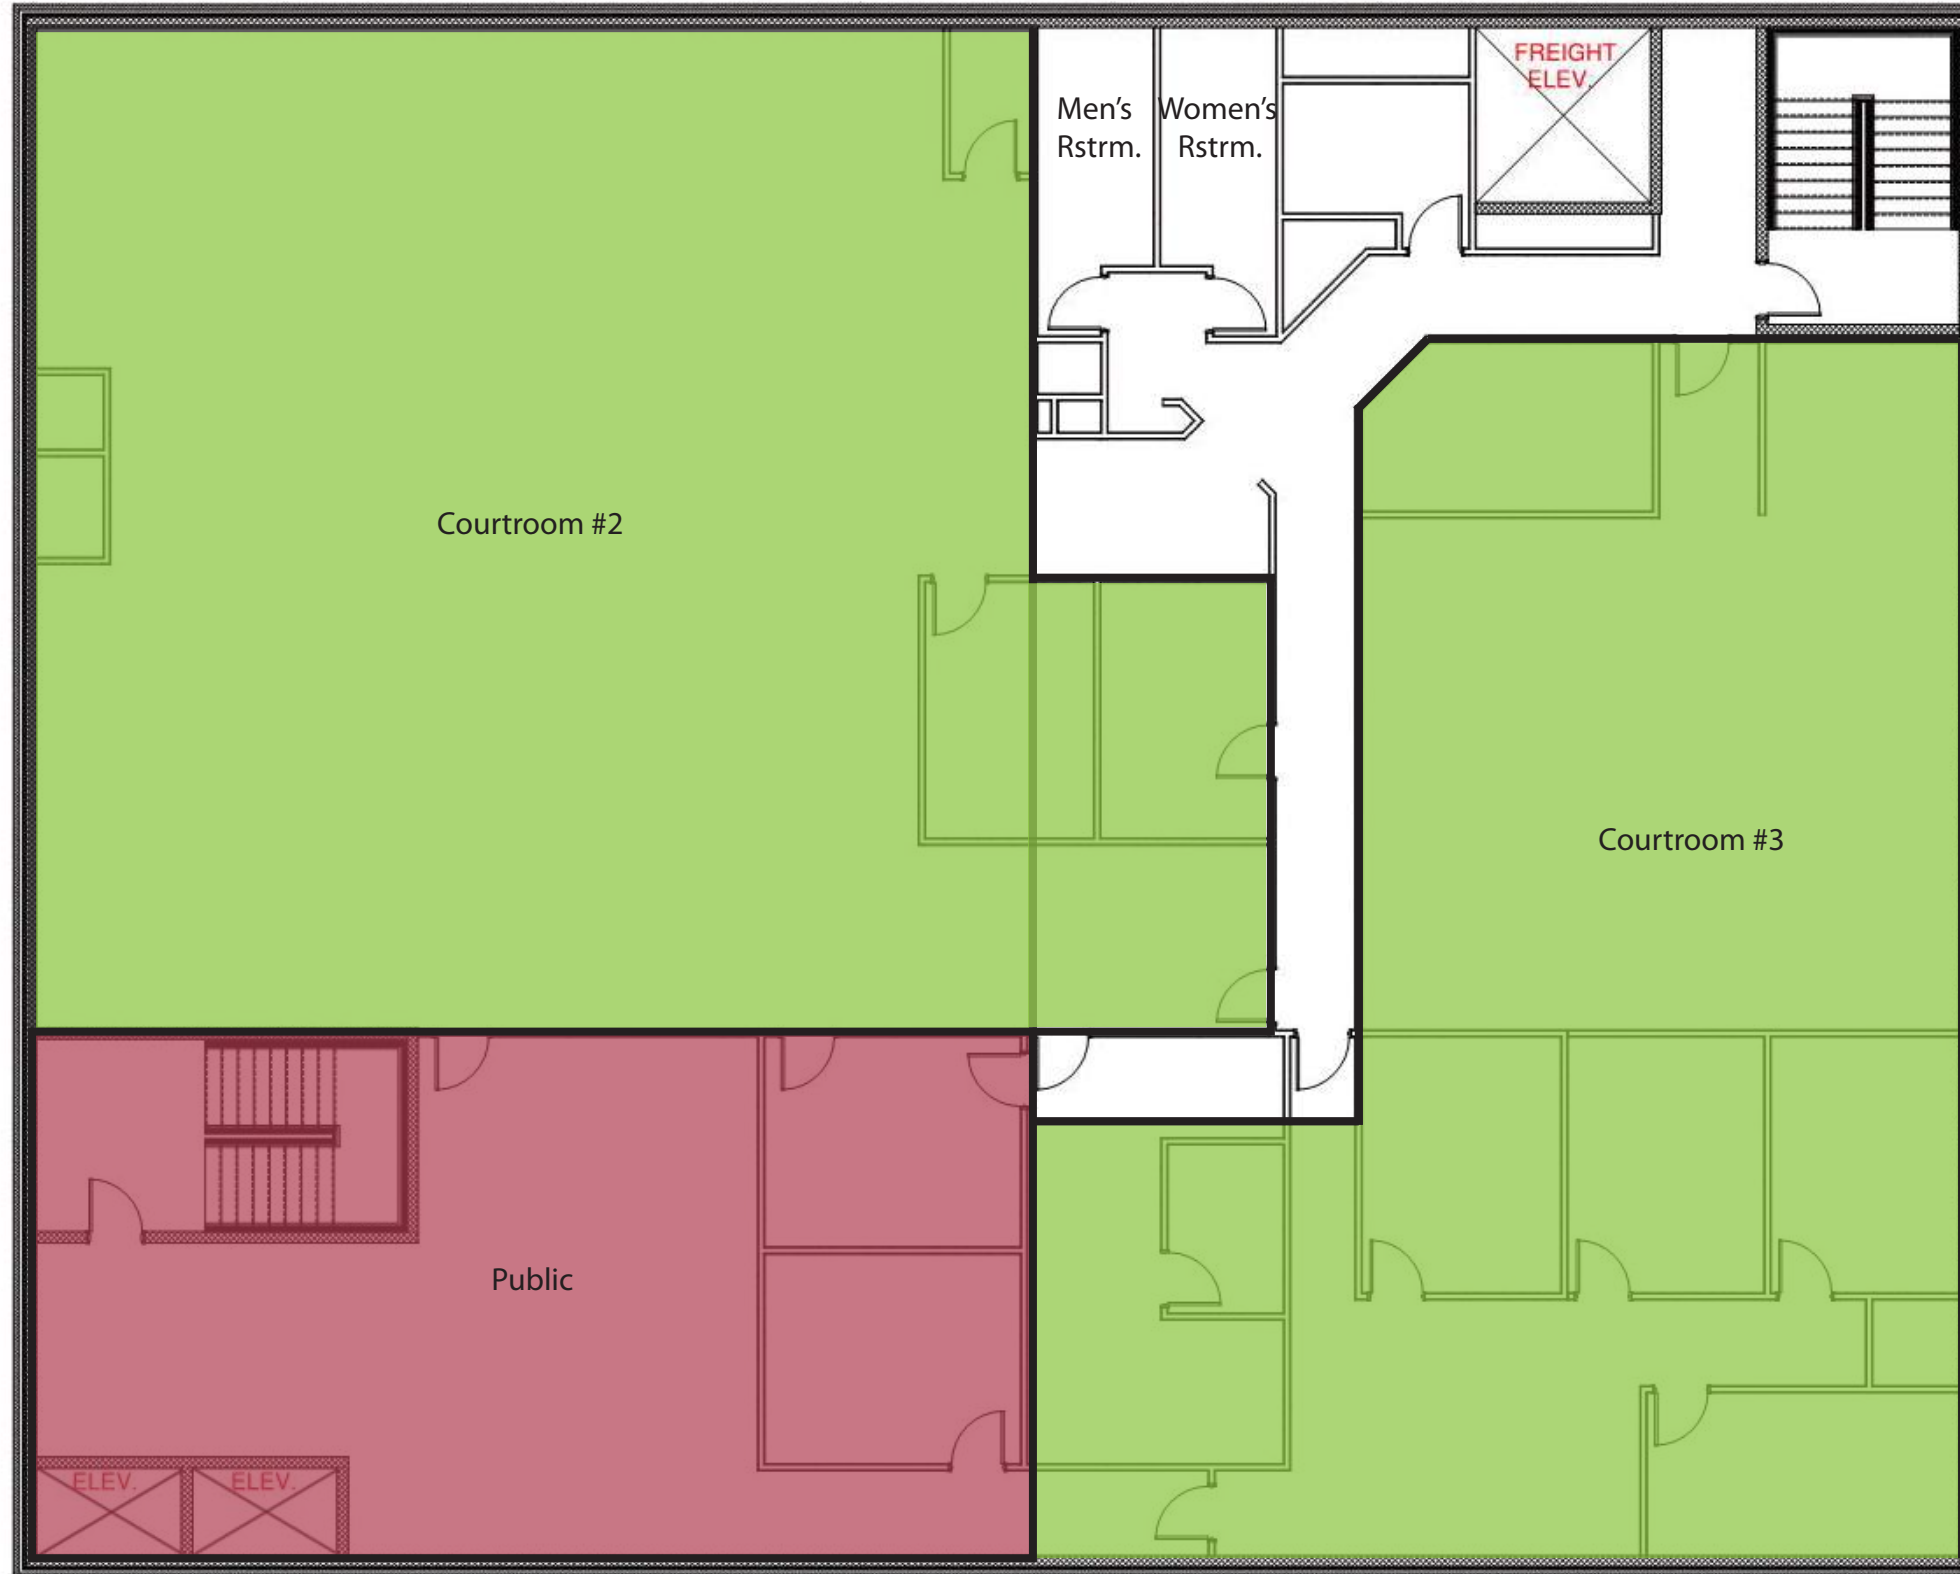 FREIGHT
ELEV.
Men's
Rstrm.
Women's
Rstrm.
Courtroom #2
Courtroom #3
Public
ELEV.
ELEV.